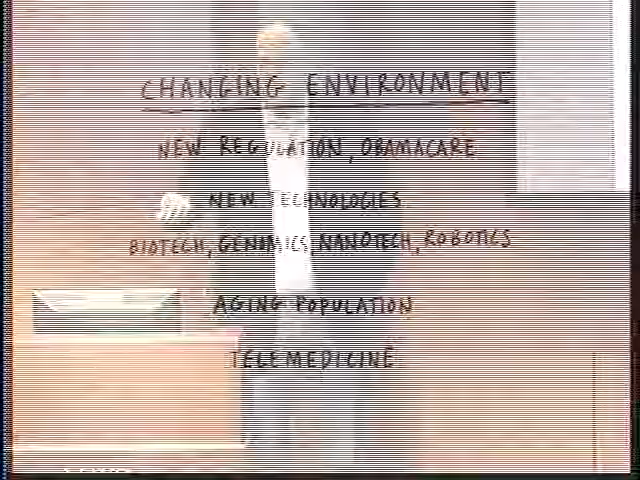 CHANGING ENVIRONMENT
NEW REGULATION, OBAMACARE
NEW TECHNOLOGIES
BIOTECH, GENOMICS, NANOTECH, ROBOTICS
AGING POPULATION
TELEMEDICINE